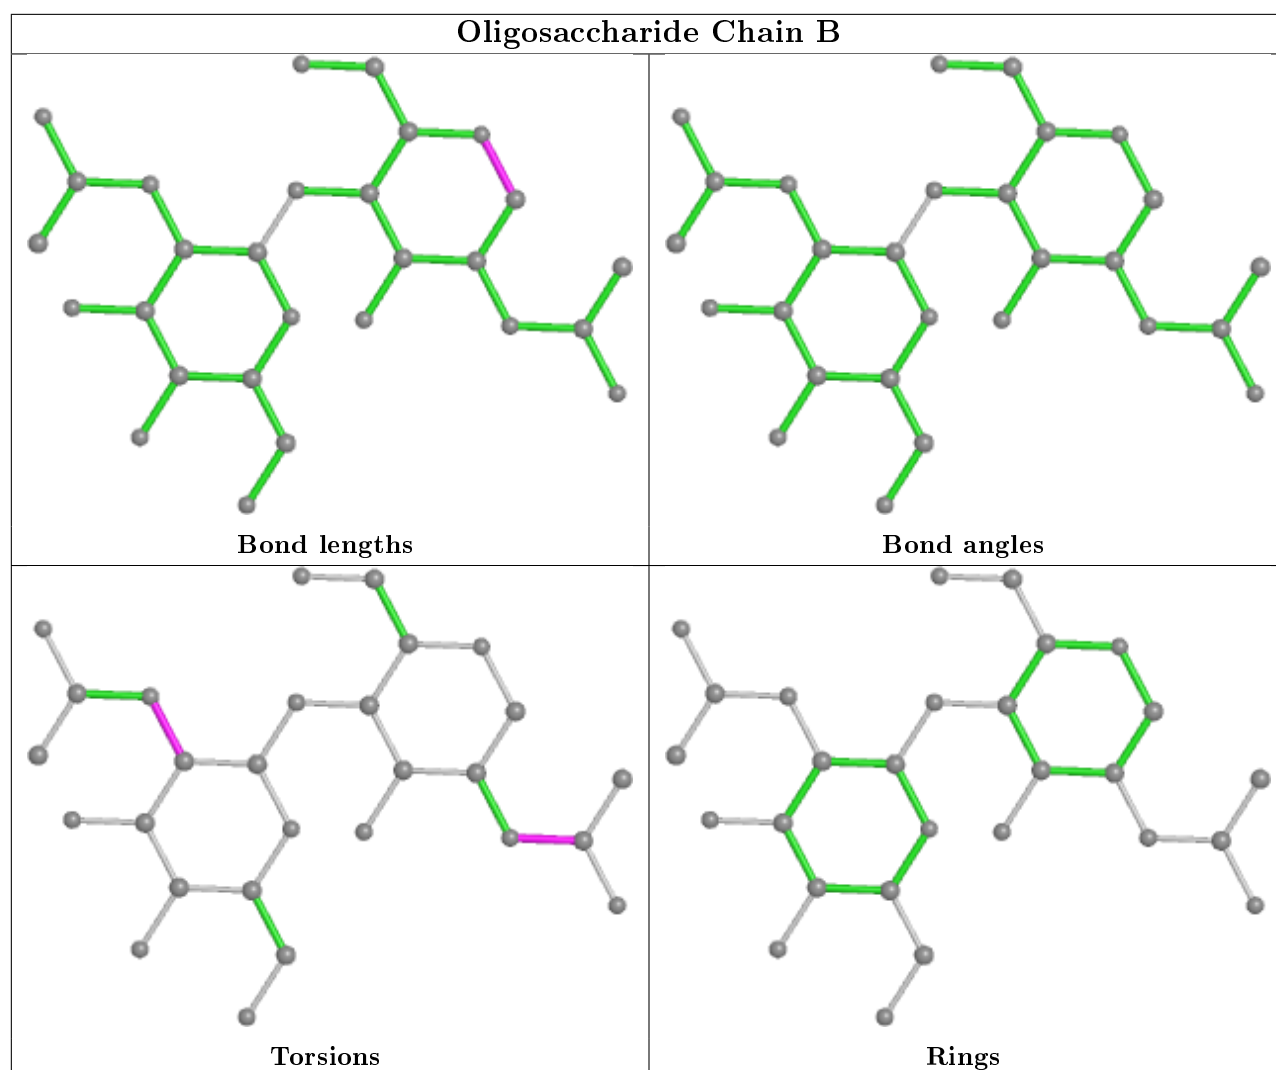 Oligosaccharide Chain B
Bond lengths
Bond angles
Torsions
Rings